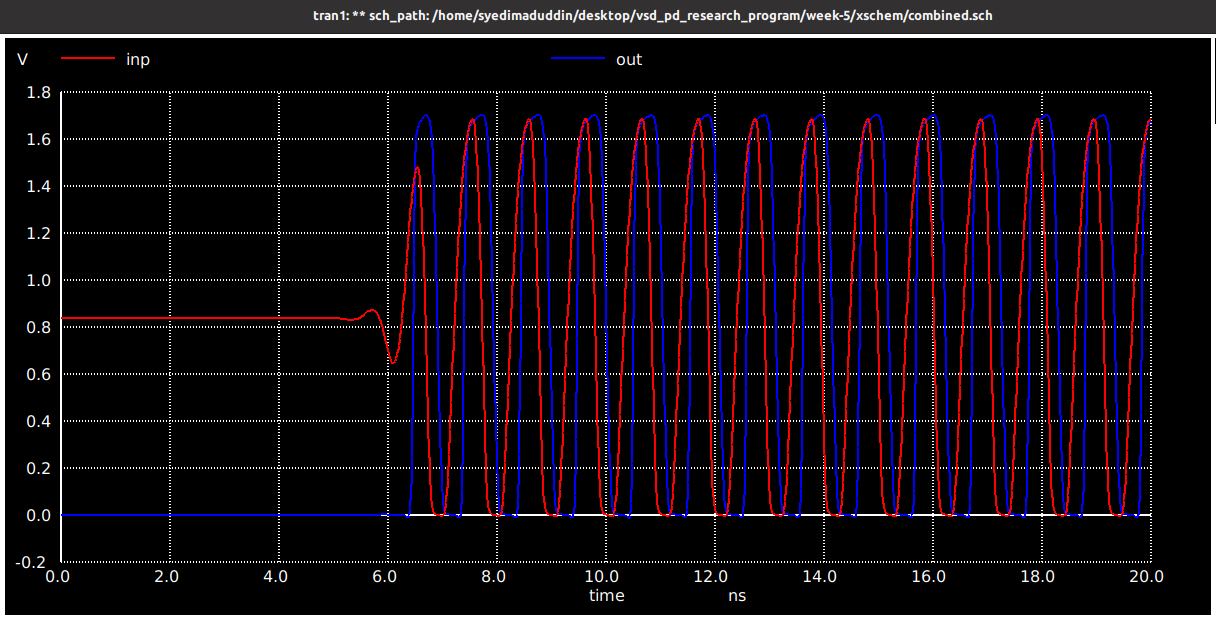 tran1: ** sch_path: /home/syedimaduddin/desktop/vsd_pd_research_program/week-5/xschem/combined.sch
V inp out
1.8
1.6
1.4
1.2
1.0
0.8
0.6
0.4
0.2
0.0
-0.2
0.0 2.0 4.0 6.0 8.0 10.0 12.0 14.0 16.0 18.0 20.0
time ns